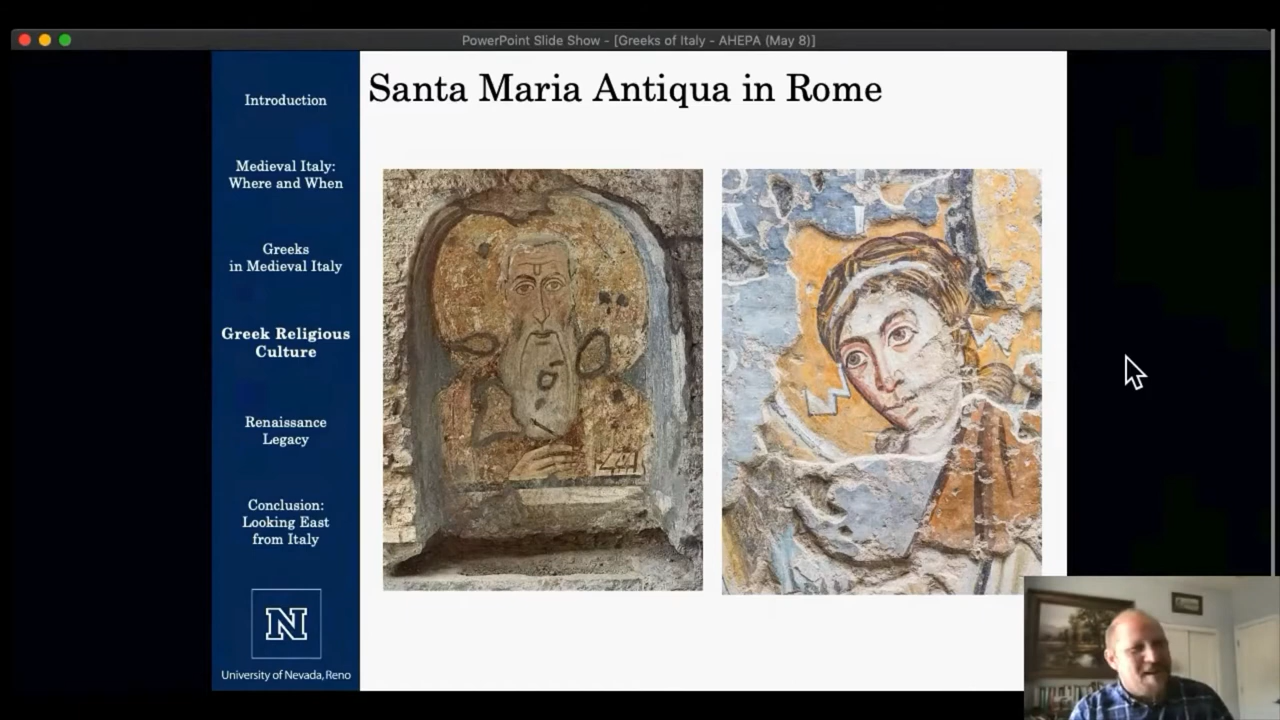 PowerPoint Slide Show - [Greeks of Italy - AHEPA (May 8)]
Santa Maria Antiqua in Rome
Introduction
Medieval Italy:
Where and When
Greeks
in Medieval Italy
Greek Religious
Culture
Renaissance
Legacy
Conclusion:
Looking East
from Italy
N
University of Nevada, Reno